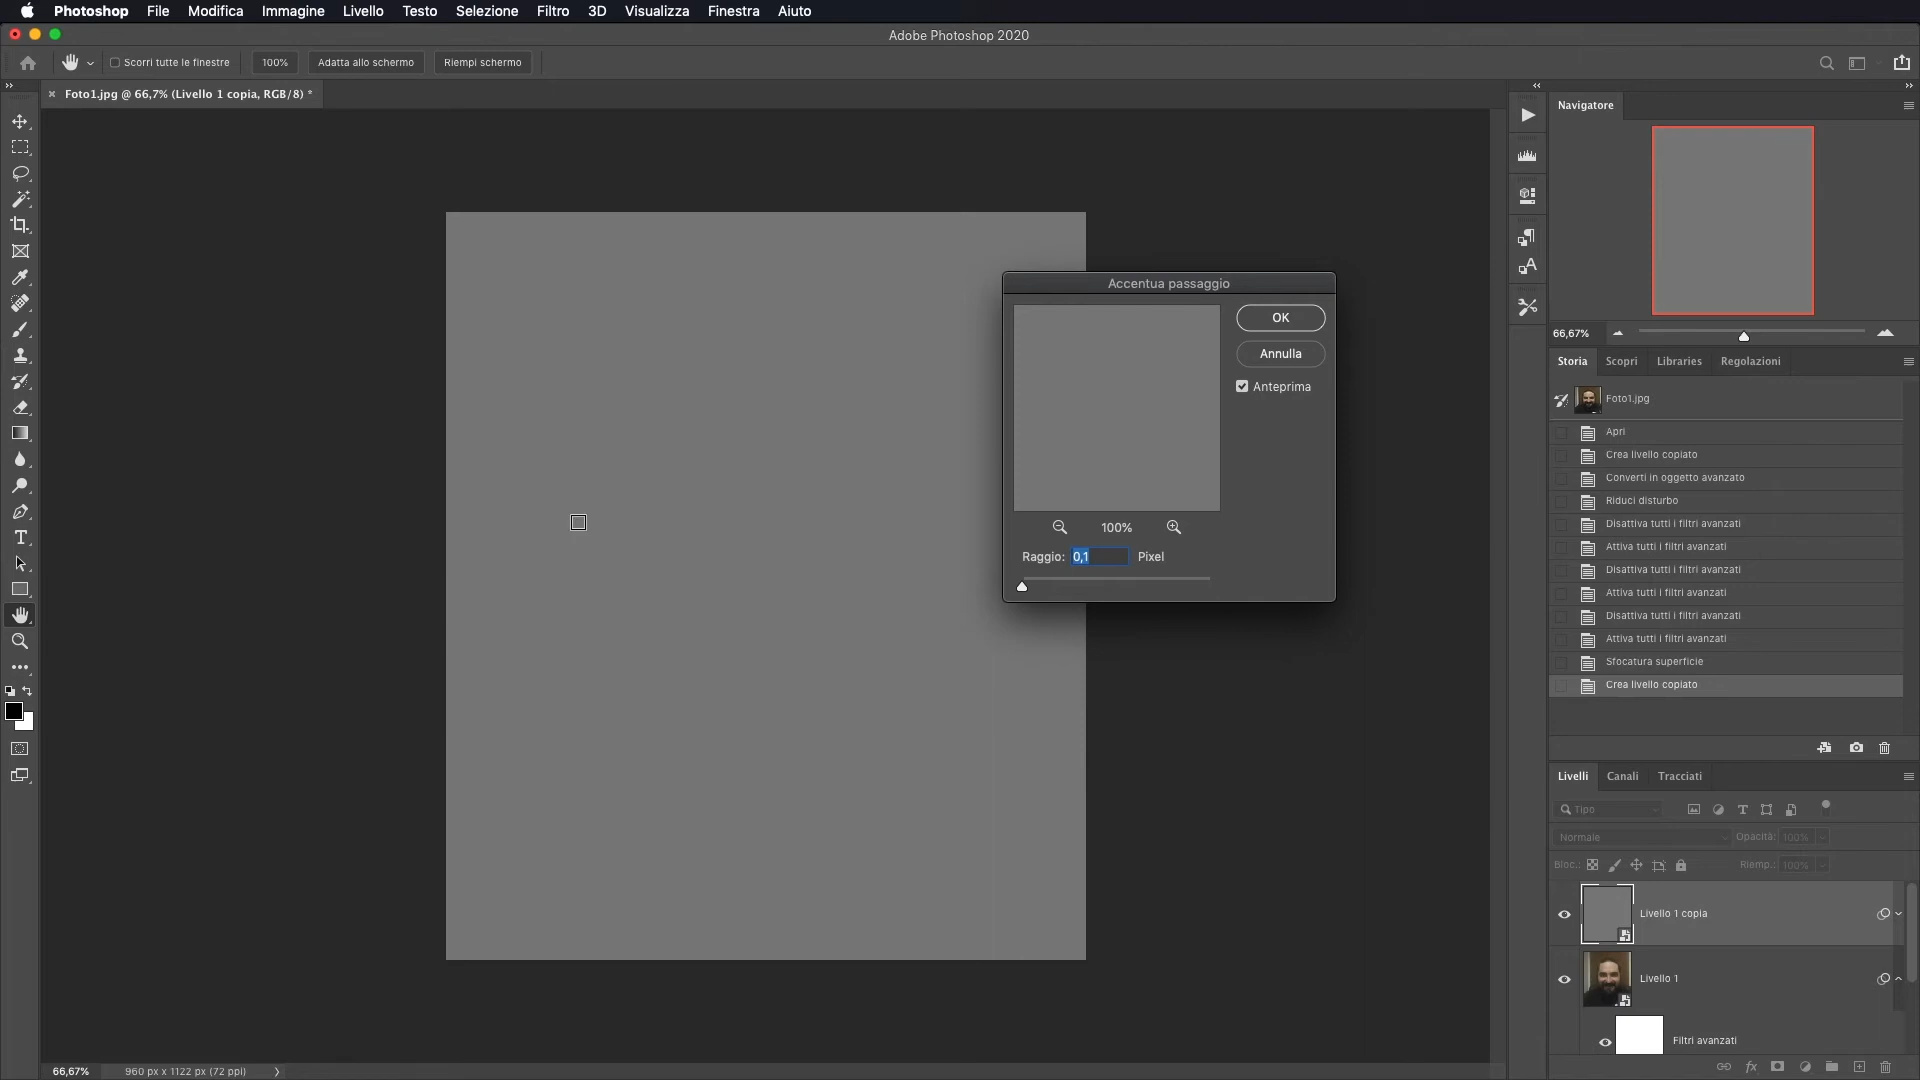 Photoshop File Modifica Immagine Livello Testo Selezione Filtro 3D Visualizza Finestra Aiuto
Adobe Photoshop 2020
Scorri tutte le finestre 100% Adatta allo schermo Riempi schermo
Foto1.jpg @ 66,7% (Livello 1 copia, RGB/8) *
Navigatore
66,67%
Accentua passaggio
OK
Annulla
Anteprima
100%
Raggio: 0,1 Pixel
Storia Scopri Libraries Regolazioni
Foto1.jpg
Apri
Crea livello copiato
Converti in oggetto avanzato
Riduci disturbo
Disattiva tutti i filtri avanzati
Attiva tutti i filtri avanzati
Disattiva tutti i filtri avanzati
Attiva tutti i filtri avanzati
Disattiva tutti i filtri avanzati
Attiva tutti i filtri avanzati
Sfocatura superficie
Crea livello copiato
Livelli Canali Tracciati
Tipo
Normale Opacità: 100%
Bloc.: Riemp.: 100%
Livello 1 copia
Livello 1
Filtri avanzati
66,67% 960 px x 1122 px (72 ppi)